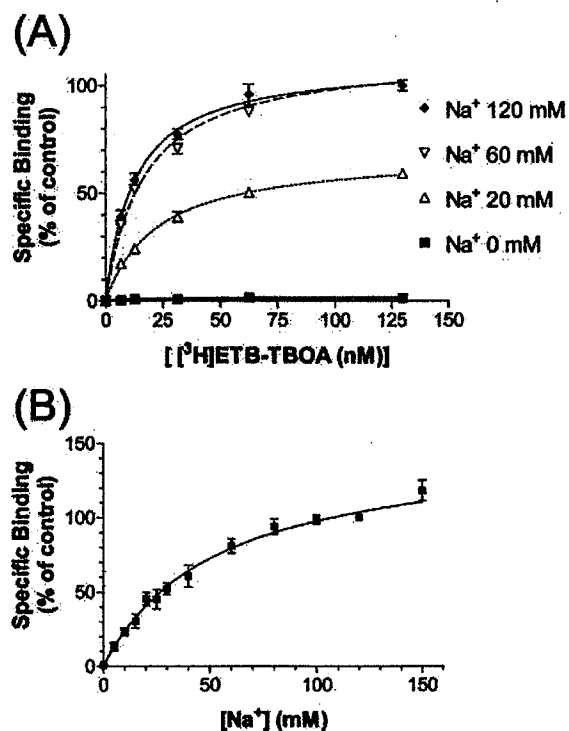 (A)
100
50
0
Specific Binding
(% of control)
Na⁺ 120 mM
Na⁺ 60 mM
Na⁺ 20 mM
Na⁺ 0 mM
0 25 50 75 100 125 150
[ [³H]ETB-TBOA (nM)]
(B)
150
100
50
0
Specific Binding
(% of control)
0 50 100 150
[Na⁺] (mM)